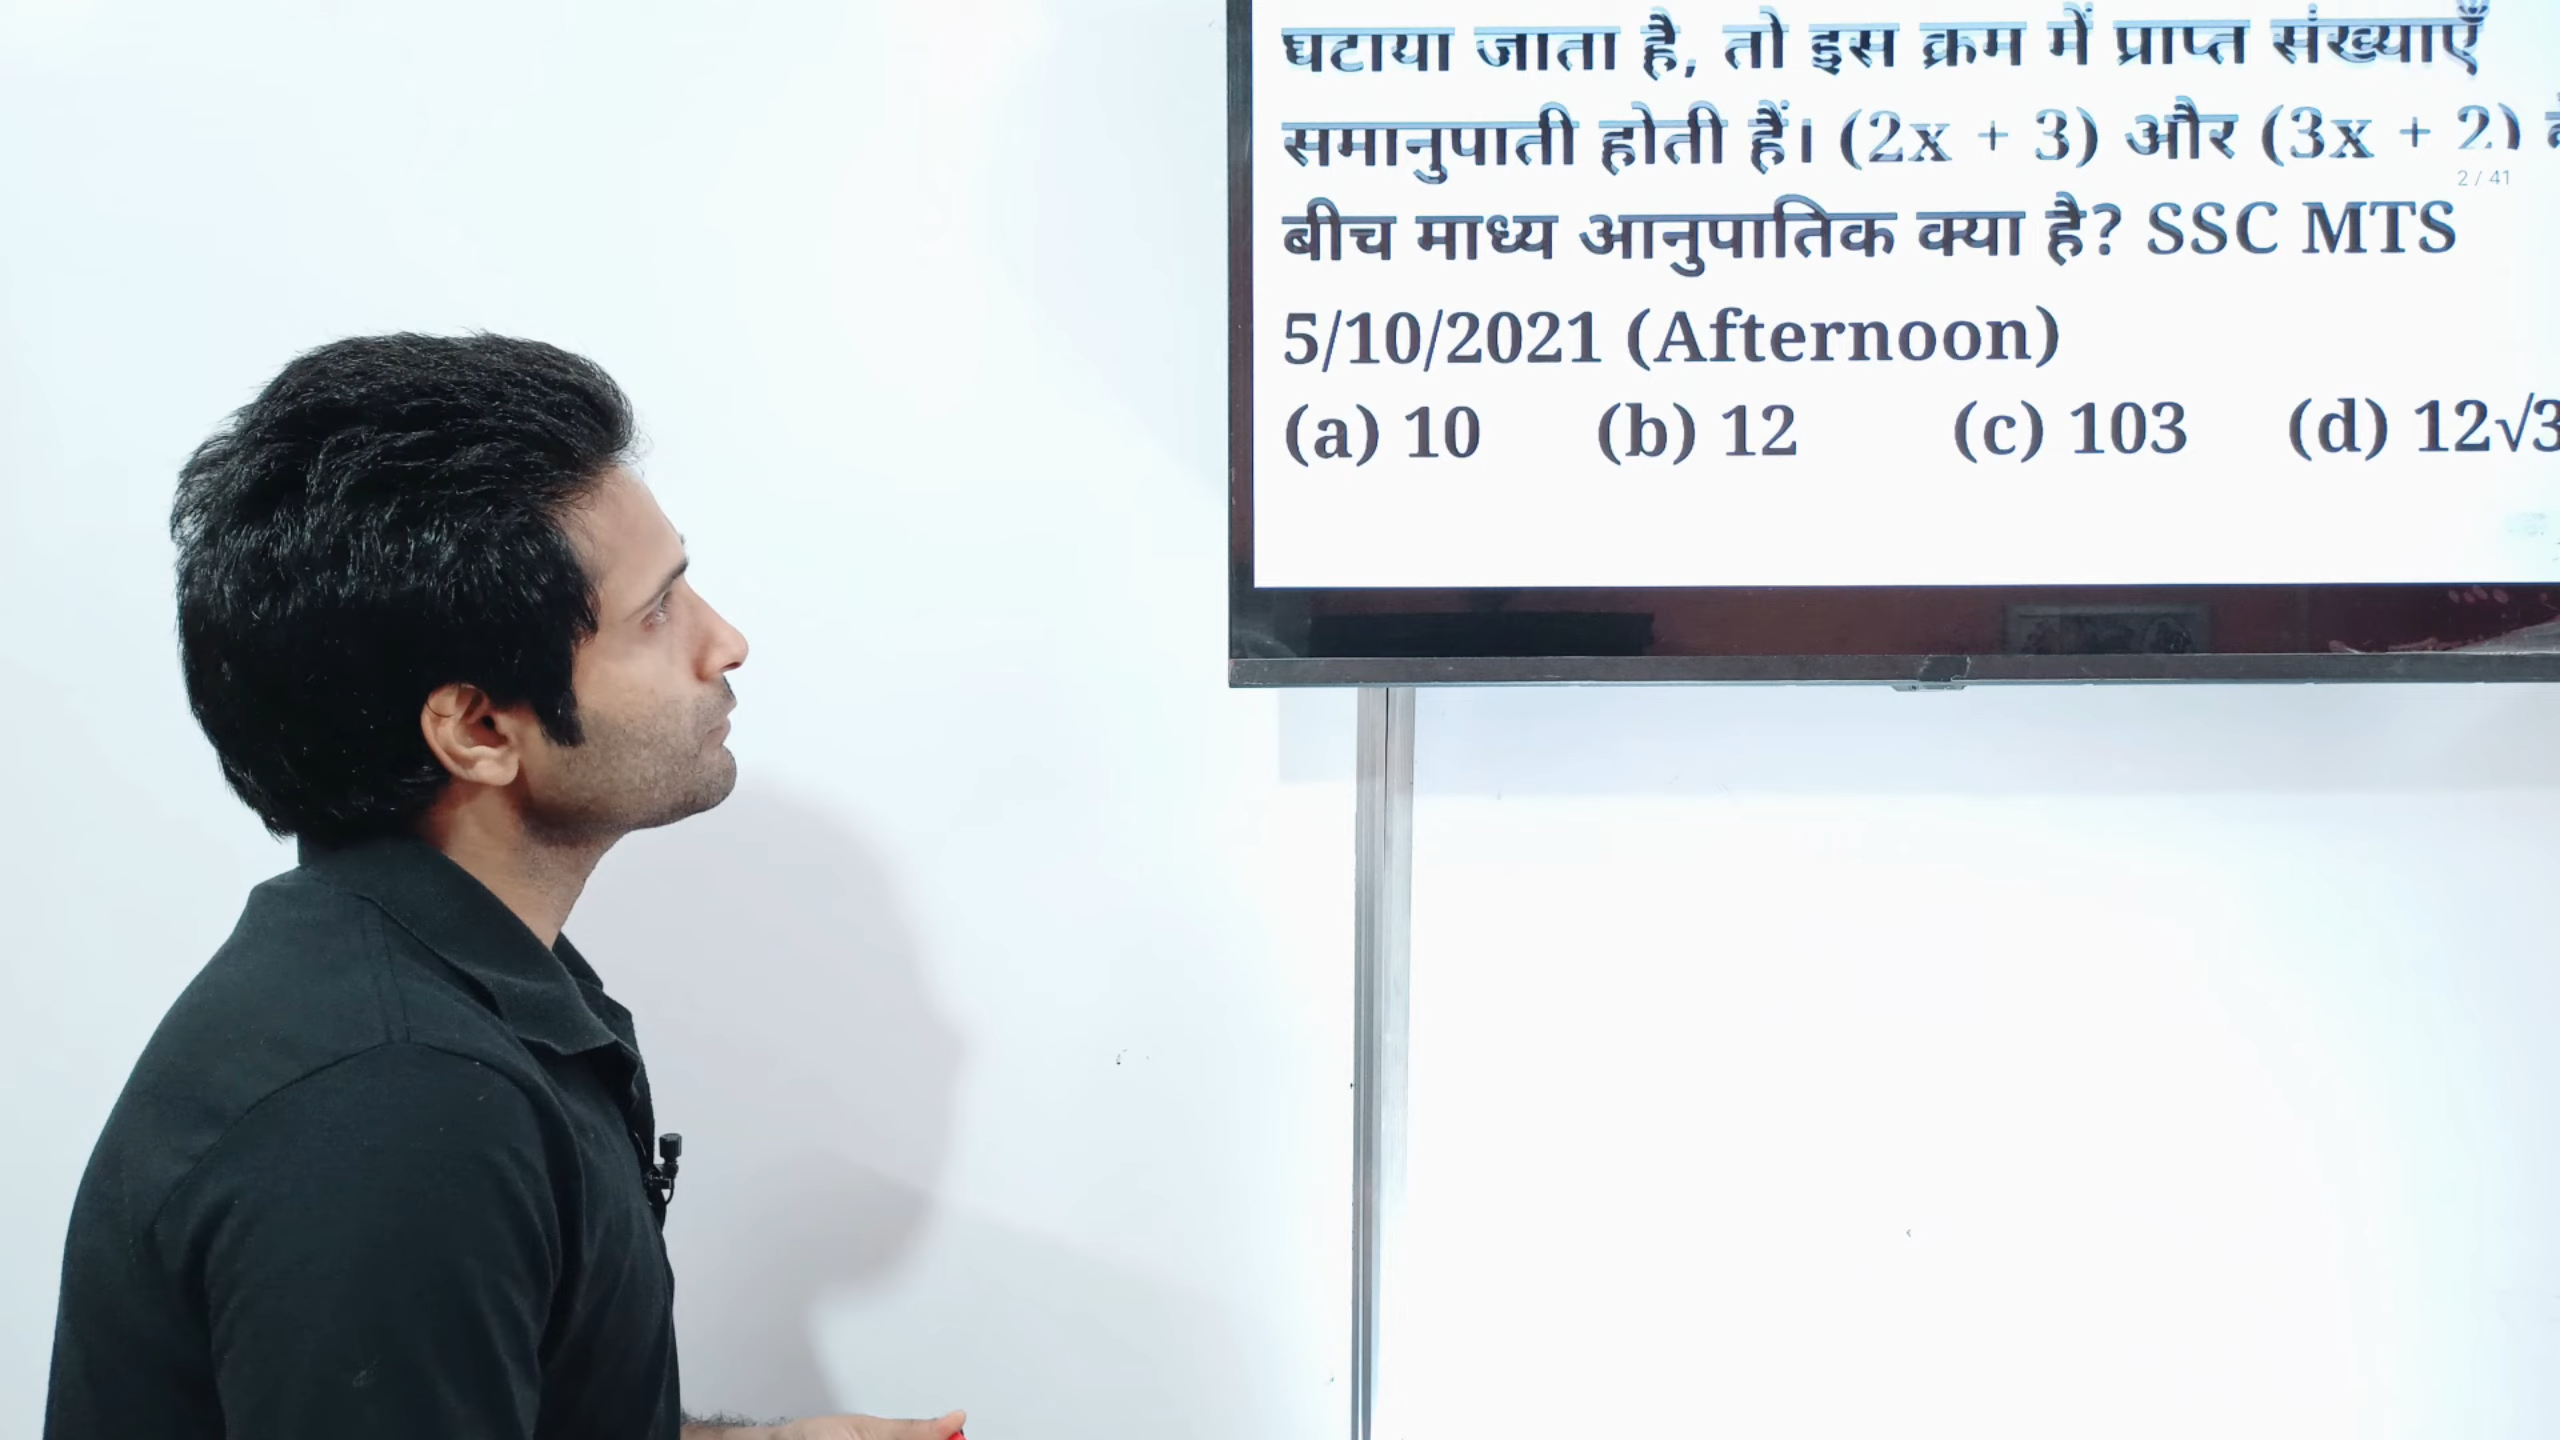 घटाया जाता है, तो इस क्रम में प्राप्त संख्याएँ
समानुपाती होती हैं। (2x + 3) और (3x + 2)
2 / 41
बीच माध्य आनुपातिक क्या है? SSC MTS
5/10/2021 (Afternoon)
(a) 10 (b) 12 (c) 103 (d) 12√3